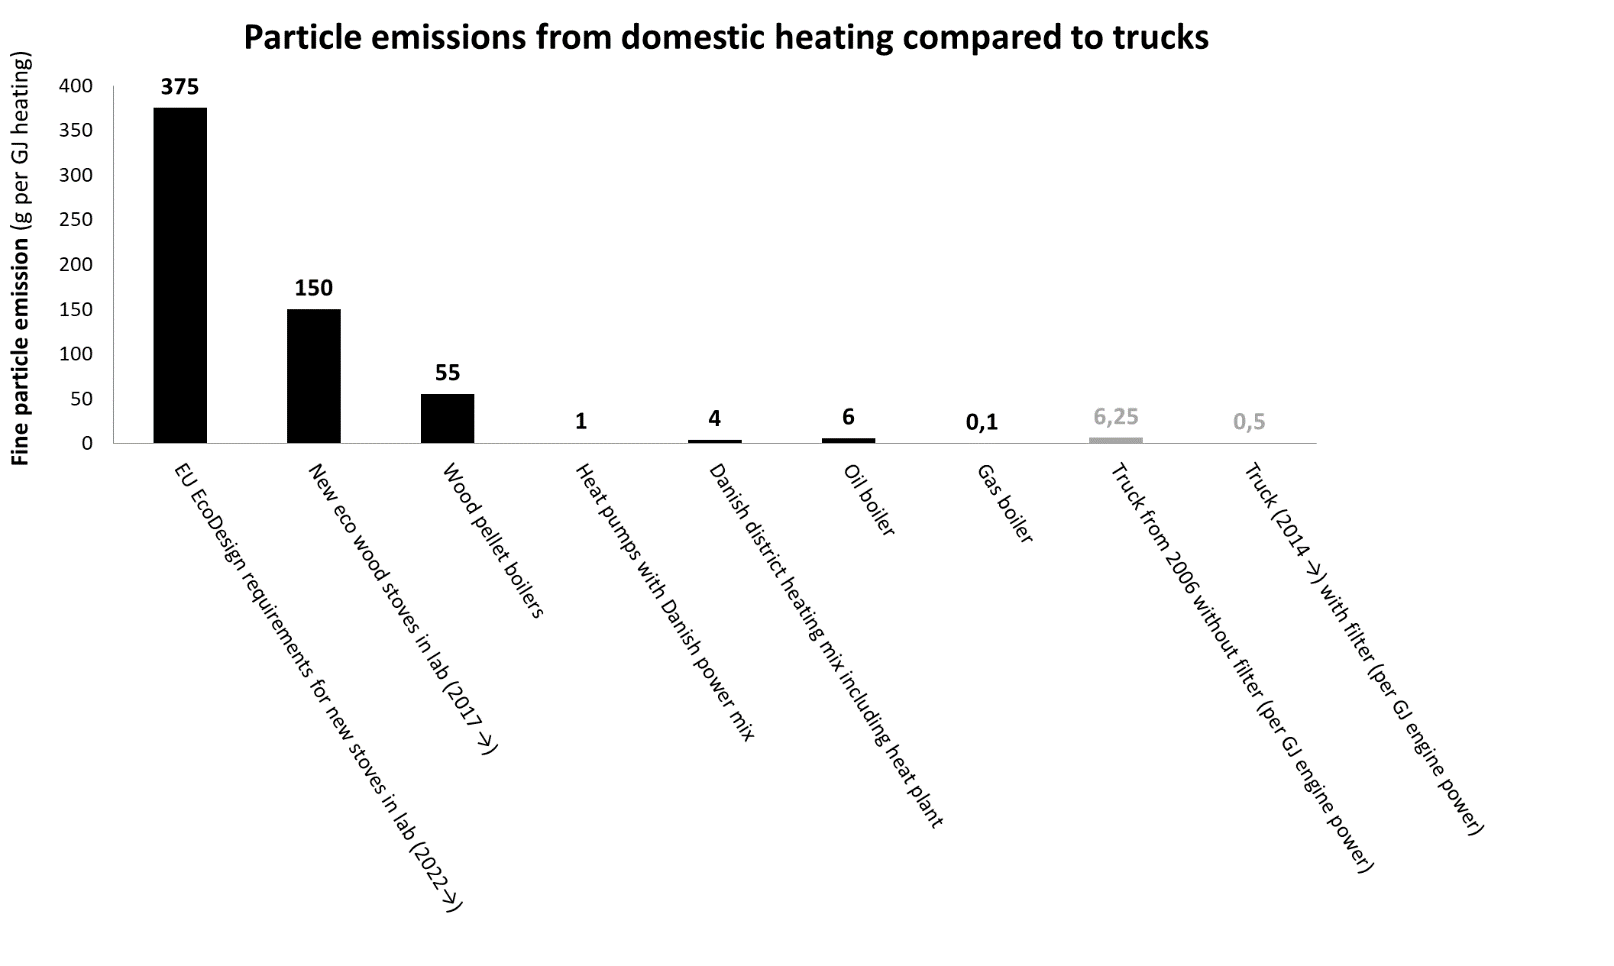 Particle emissions from domestic heating compared to trucks
Fine particle emission (g per GJ heating)
400
350
300
250
200
150
100
50
0
375
150
55
1
4
6
0,1
6,25
0,5
EU EcoDesign requirements for new stoves in lab (2022→)
New eco wood stoves in lab (2017 →)
Wood pellet boilers
Heat pumps with Danish power mix
Danish district heating mix including heat plant
Oil boiler
Gas boiler
Truck from 2006 without filter (per GJ engine power)
Truck (2014 →) with filter (per GJ engine power)